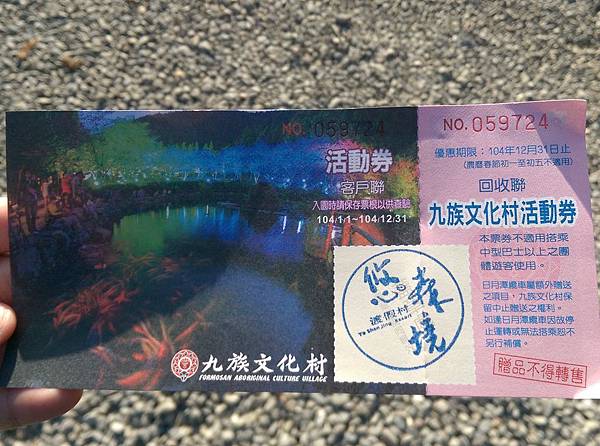 NO. 059724
活動券
客戶聯
入園時請保存票根以供查驗
104/1/1~104/12/31
九族文化村
FORMOSAN ABORIGINAL CULTURE VILLAGE
悠森境
渡假村
Yo Shen Jing Resort
NO. 059724
優惠期限：104年12月31日止
（農曆春節初一至初五不適用）
回收聯
九族文化村活動券
本票券不適用搭乘
中型巴士以上之團
體遊客使用。
日月潭纜車屬額外贈送
之項目，九族文化村保
留中止贈送之權利。
如逢日月潭纜車因故停
止運轉或無法搭乘恕不
另行補償。
贈品不得轉售